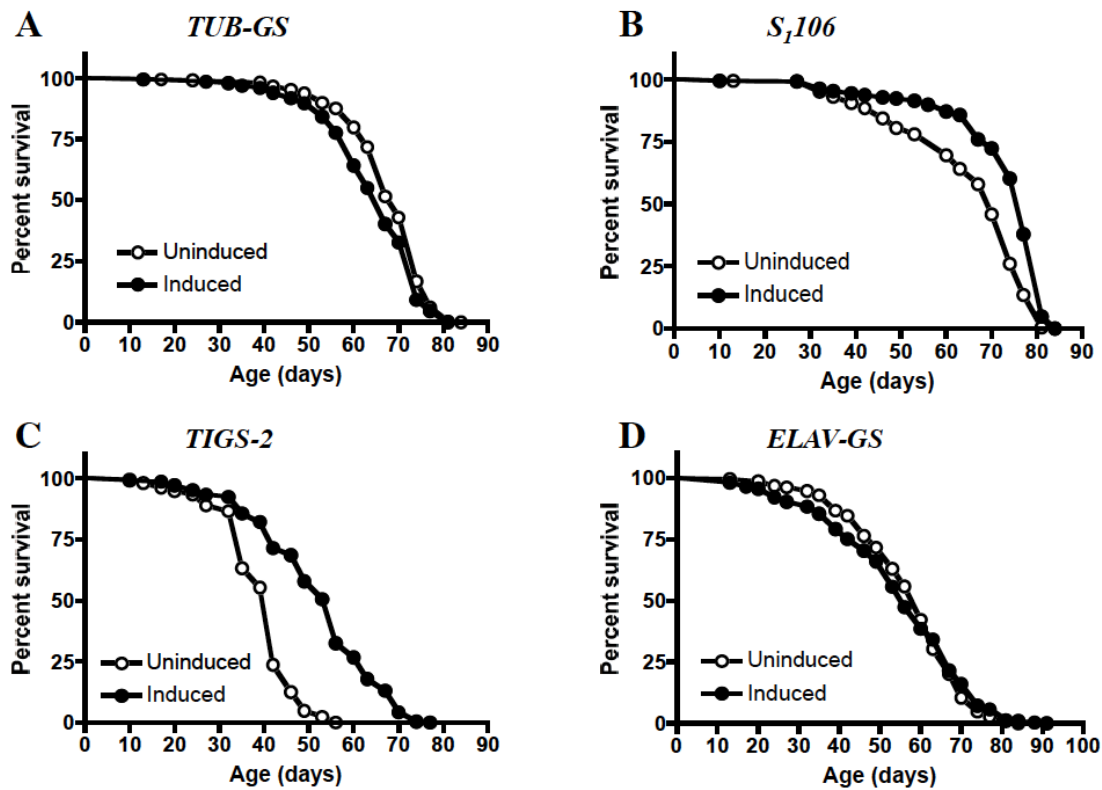 A
TUB-GS
Percent survival
100
75
50
25
0
Uninduced
Induced
0 10 20 30 40 50 60 70 80 90
Age (days)
B
S₁106
Percent survival
100
75
50
25
0
Uninduced
Induced
0 10 20 30 40 50 60 70 80 90
Age (days)
C
TIGS-2
Percent survival
100
75
50
25
0
Uninduced
Induced
0 10 20 30 40 50 60 70 80 90
Age (days)
D
ELAV-GS
Percent survival
100
75
50
25
0
Uninduced
Induced
0 10 20 30 40 50 60 70 80 90 100
Age (days)